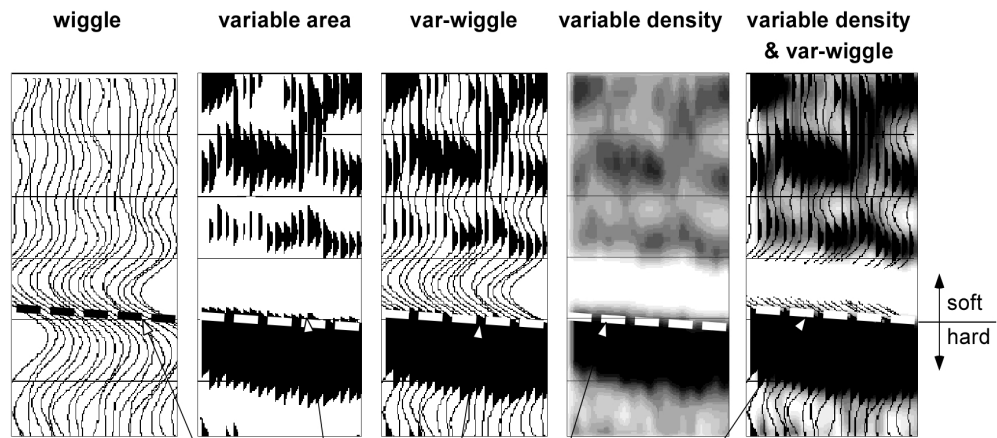 wiggle
variable area
var-wiggle
variable density
variable density
& var-wiggle
soft
hard